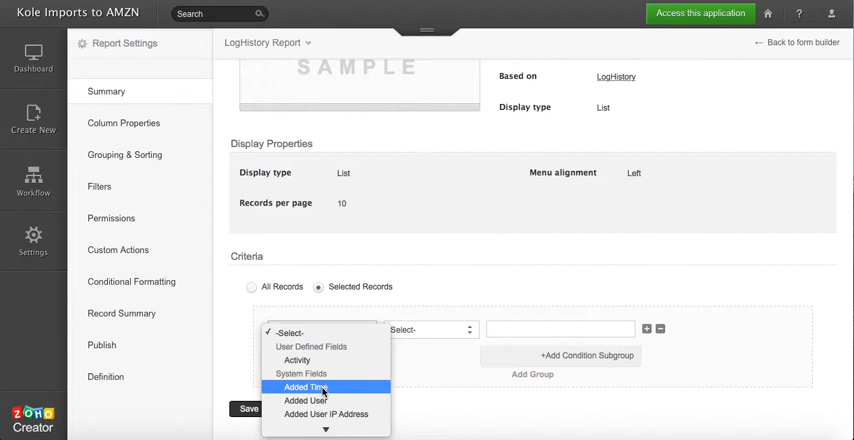 Kole Imports to AMZN
Search
Access this application
?
Report Settings
LogHistory Report
← Back to form builder
Dashboard
Create New
Workflow
Settings
ZOHO
Creator
Summary
Column Properties
Grouping & Sorting
Filters
Permissions
Custom Actions
Conditional Formatting
Record Summary
Publish
Definition
SAMPLE
Based on LogHistory
Display type List
Display Properties
Display type List Menu alignment Left
Records per page 10
Criteria
All Records Selected Records
Select-
+Add Condition Subgroup
Add Group
✓ -Select-
User Defined Fields
Activity
System Fields
Added Time
Added User
Added User IP Address
Save